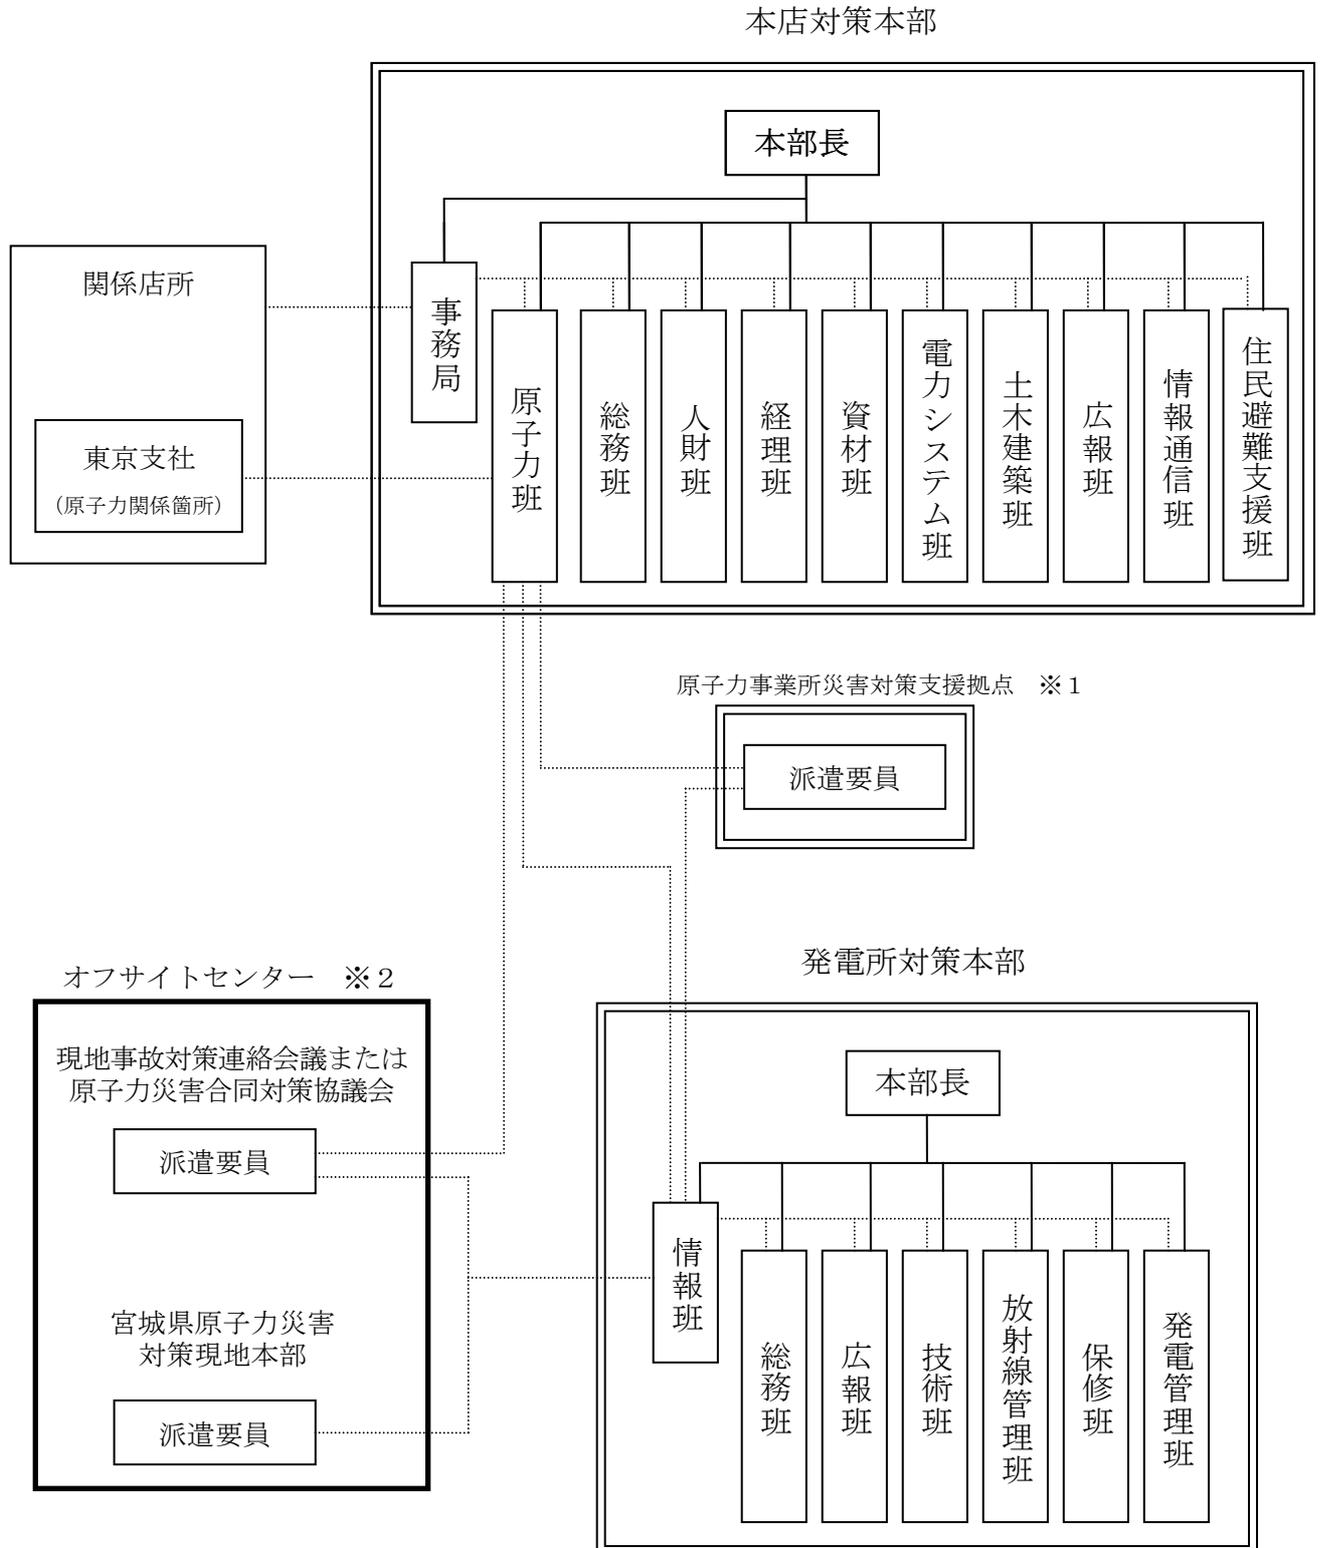 本店対策本部
本部長
関係店所
東京支社
(原子力関係箇所)
事務局
原子力班
総務班
人財班
経理班
資材班
電力システム班
土木建築班
広報班
情報通信班
住民避難支援班
原子力事業所災害対策支援拠点　※１
派遣要員
オフサイトセンター　※２
現地事故対策連絡会議または
原子力災害合同対策協議会
派遣要員
宮城県原子力災害
対策現地本部
派遣要員
発電所対策本部
本部長
情報班
総務班
広報班
技術班
放射線管理班
保修班
発電管理班